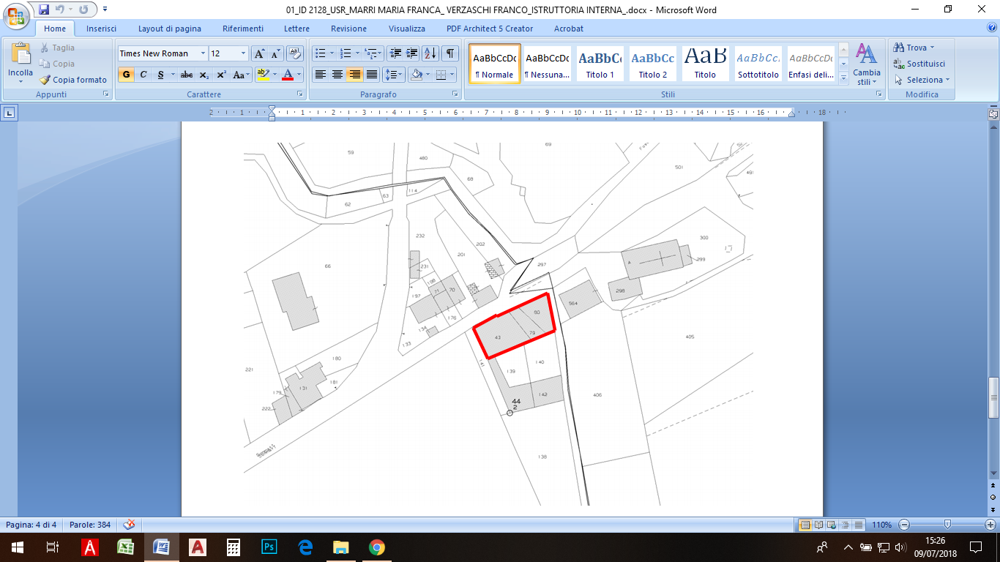 01_ID 2128_USO_MARRI MARIA FRANCA_ VERZASCHI FRANCO_ISTRUTTORIA INTERNA_.docx - Microsoft Word
Home Inserisci Layout di pagina Riferimenti Lettere Revisione Visualizza PDF Architect 5 Creator Acrobat
Incolla
Taglia
Copia
Copia formato
Appunti
Times New Roman 12
G C S abc x₂ x² Aa
Carattere
Paragrafo
AaBbCcDc AaBbCcDc AaBbC AaBbCc AaB AaBbCcI AaBbCcDc
¶ Normale ¶ Nessuna... Titolo 1 Titolo 2 Titolo Sottotitolo Enfasi deli...
Cambia
stili
Stili
Trova
Sostituisci
Seleziona
Modifica
2 1 1 2 3 4 5 6 7 8 9 10 11 12 13 14 15 16 17 18
59
480
69
68
501
491
62
63
114
232
202
201
66
231
198
197
71
70
176
134
133
297
300
299
298
564
80
79
43
405
221
180
181
179
131
222
141
139
140
142
44
2
406
138
Pagina: 4 di 4 Parole: 384 110%
15:26
09/07/2018